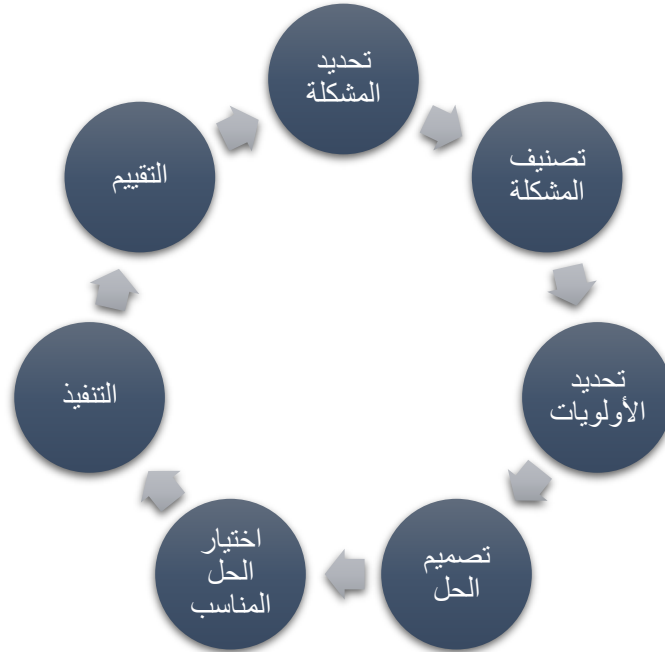 تحديد
المشكلة
تصنيف
المشكلة
تحديد
الأولويات
تصميم
الحل
اختيار
الحل
المناسب
التنفيذ
التقييم